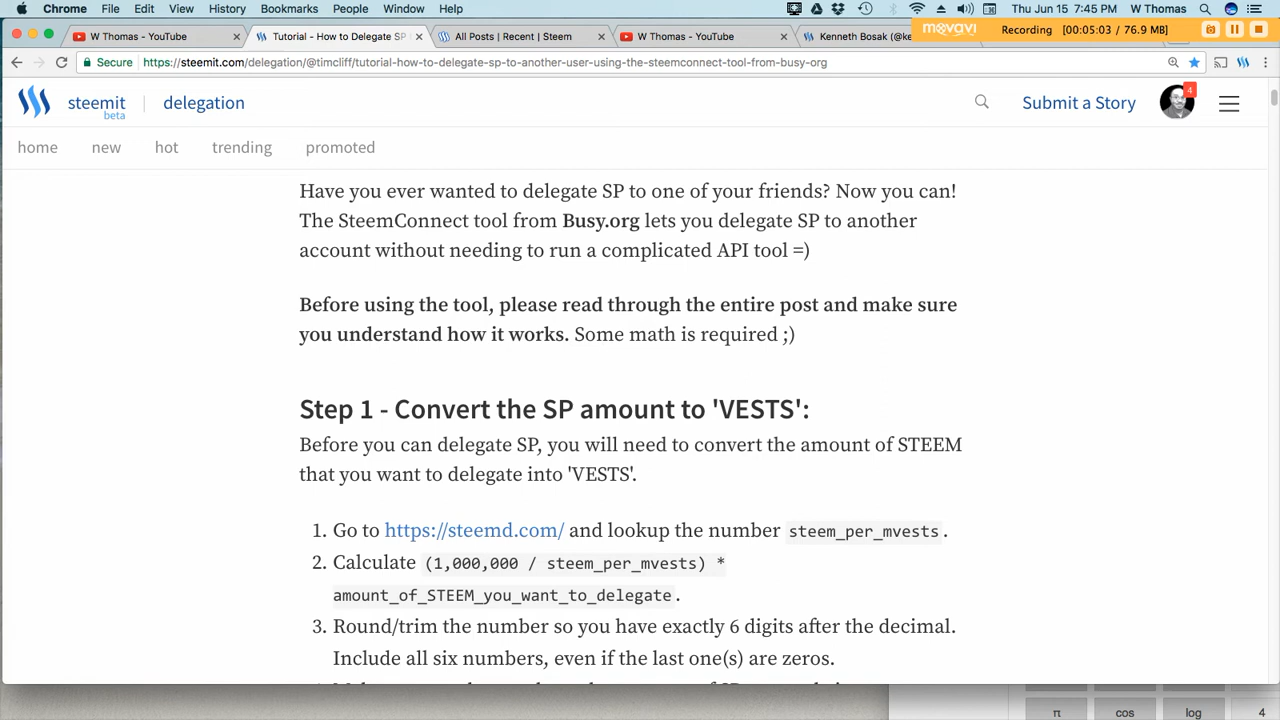 Chrome File Edit View History Bookmarks People Window Help Thu Jun 15 7:45 PM W Thomas
W Thomas - YouTube × Tutorial - How to Delegate SP × All Posts | Recent | Steem × W Thomas - YouTube × Kenneth Bosak (@ke
movavi Recording (00:05:03 / 76.9 MB)
Secure https://steemit.com/delegation/@timcliff/tutorial-how-to-delegate-sp-to-another-user-using-the-steemconnect-tool-from-busy-org
steemit beta delegation Submit a Story 4
home new hot trending promoted
Have you ever wanted to delegate SP to one of your friends? Now you can!
The SteemConnect tool from Busy.org lets you delegate SP to another
account without needing to run a complicated API tool =)
Before using the tool, please read through the entire post and make sure
you understand how it works. Some math is required ;)
Step 1 - Convert the SP amount to 'VESTS':
Before you can delegate SP, you will need to convert the amount of STEEM
that you want to delegate into 'VESTS'.
1. Go to https://steemd.com/ and lookup the number steem_per_mvests.
2. Calculate (1,000,000 / steem_per_mvests) *
amount_of_STEEM_you_want_to_delegate.
3. Round/trim the number so you have exactly 6 digits after the decimal.
Include all six numbers, even if the last one(s) are zeros.
π cos log 4